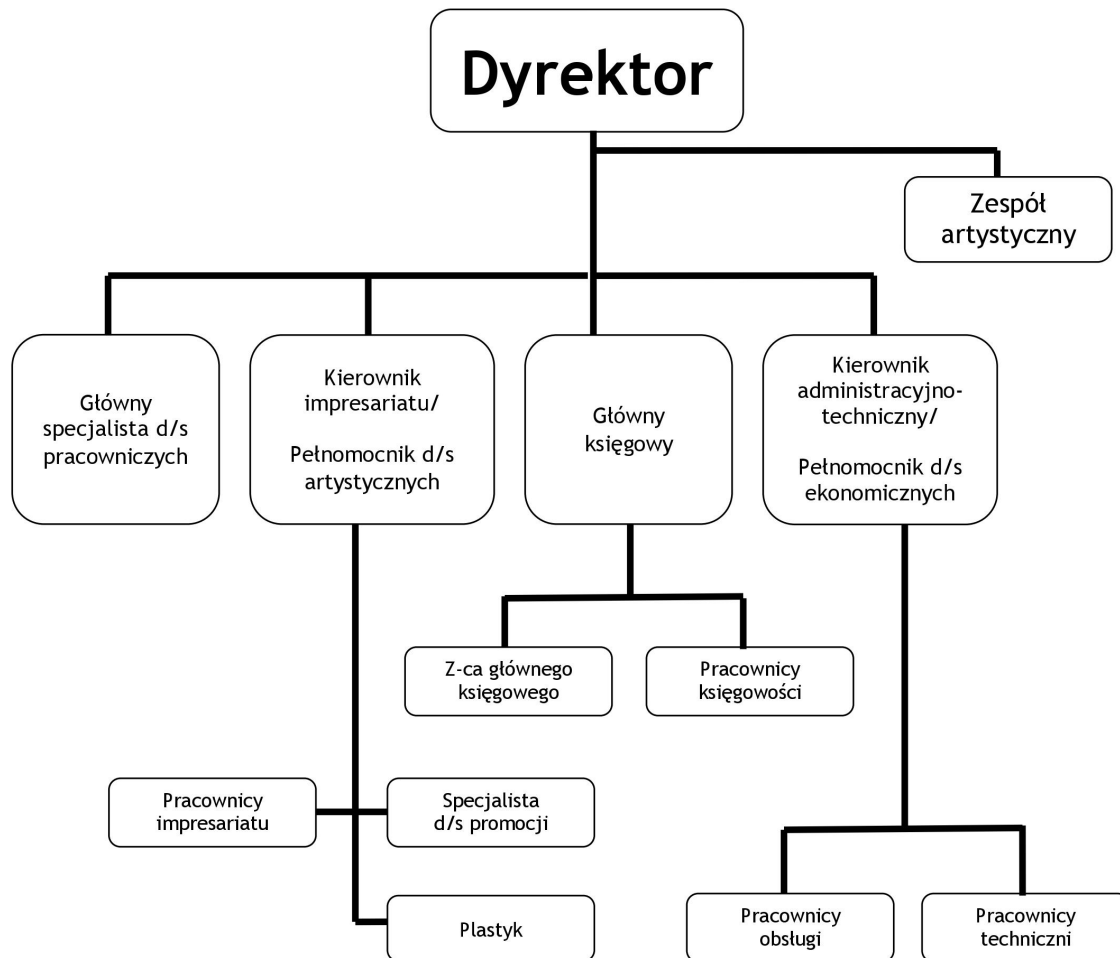 Dyrektor
Zespół
artystyczny
Główny
specjalista d/s
pracowniczych
Kierownik
impresariatu/
Pełnomocnik d/s
artystycznych
Główny
księgowy
Kierownik
administracyjno-
techniczny/
Pełnomocnik d/s
ekonomicznych
Z-ca głównego
księgowego
Pracownicy
księgowości
Pracownicy
impresariatu
Specjalista
d/s promocji
Plastyk
Pracownicy
obsługi
Pracownicy
techniczni